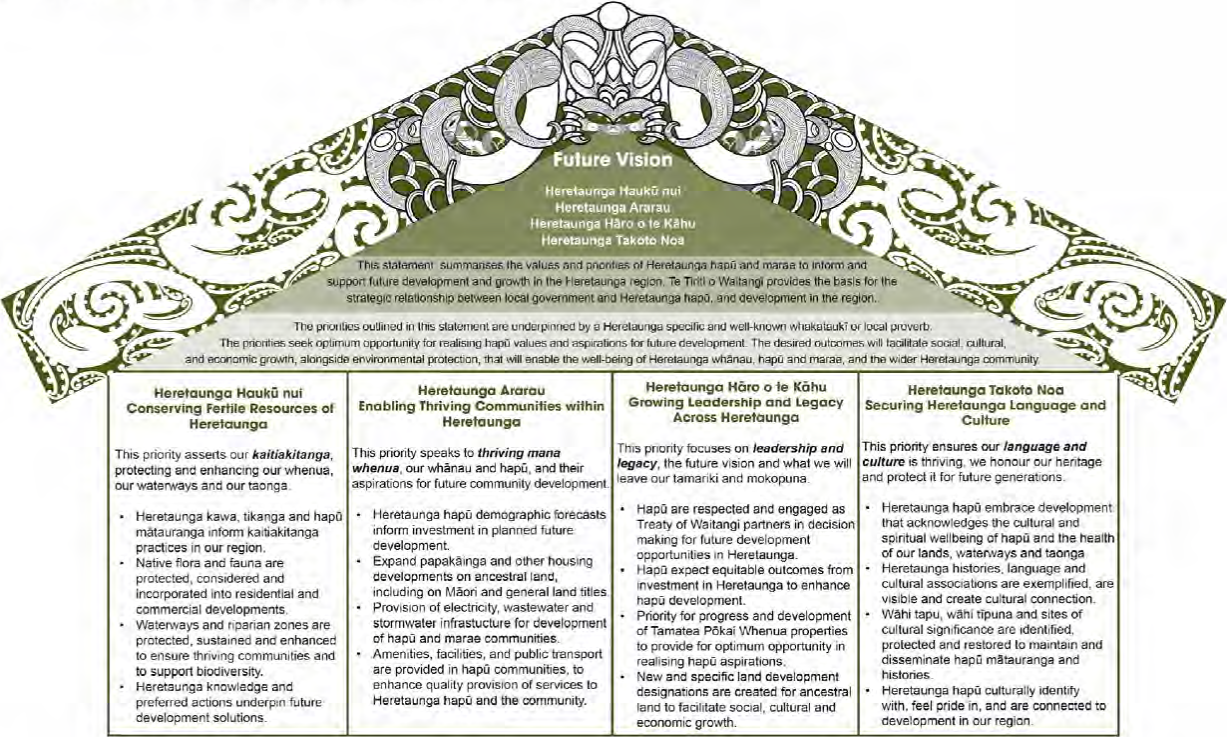 Future Vision
Heretaunga Haukū nui
Heretaunga Ararau
Heretaunga Hāro o te Kāhu
Heretaunga Takoto Noa
This statement summarises the values and priorities of Heretaunga hapū and marae to inform and
support future development and growth in the Heretaunga region. Te Tiriti o Waitangi provides the basis for the
strategic relationship between local government and Heretaunga hapū, and development in the region.
The priorities outlined in this statement are underpinned by a Heretaunga specific and well-known whakataukī or local proverb.
The priorities seek optimum opportunity for realising hapū values and aspirations for future development. The desired outcomes will facilitate social, cultural,
and economic growth, alongside environmental protection, that will enable the well-being of Heretaunga whānau, hapū and marae, and the wider Heretaunga community.
Heretaunga Haukū nui
Conserving Fertile Resources of
Heretaunga
This priority asserts our kaitiakitanga,
protecting and enhancing our whenua,
our waterways and our taonga.
• Heretaunga kawa, tikanga and hapū
mātauranga inform kaitiakitanga
practices in our region.
• Native flora and fauna are
protected, considered and
incorporated into residential and
commercial developments.
• Waterways and riparian zones are
protected, sustained and enhanced
to ensure thriving communities and
to support biodiversity.
• Heretaunga knowledge and
preferred actions underpin future
development solutions.
Heretaunga Ararau
Enabling Thriving Communities within
Heretaunga
This priority speaks to thriving mana
whenua, our whānau and hapū, and their
aspirations for future community development.
• Heretaunga hapū demographic forecasts
inform investment in planned future
development.
• Expand papakāinga and other housing
developments on ancestral land,
including on Māori and general land titles.
• Provision of electricity, wastewater and
stormwater infrastucture for development
of hapū and marae communities.
• Amenities, facilities, and public transport
are provided in hapū communities, to
enhance quality provision of services to
Heretaunga hapū and the community.
Heretaunga Hāro o te Kāhu
Growing Leadership and Legacy
Across Heretaunga
This priority focuses on leadership and
legacy, the future vision and what we will
leave our tamariki and mokopuna.
• Hapū are respected and engaged as
Treaty of Waitangi partners in decision
making for future development
opportunities in Heretaunga.
• Hapū expect equitable outcomes from
investment in Heretaunga to enhance
hapū development.
• Priority for progress and development
of Tamatea Pōkai Whenua properties
to provide for optimum opportunity in
realising hapū aspirations.
• New and specific land development
designations are created for ancestral
land to facilitate social, cultural and
economic growth.
Heretaunga Takoto Noa
Securing Heretaunga Language and
Culture
This priority ensures our language and
culture is thriving, we honour our heritage
and protect it for future generations.
• Heretaunga hapū embrace development
that acknowledges the cultural and
spiritual wellbeing of hapū and the health
of our lands, waterways and taonga
• Heretaunga histories, language and
cultural associations are exemplified, are
visible and create cultural connection.
• Wāhi tapu, wāhi tīpuna and sites of
cultural significance are identified,
protected and restored to maintain and
disseminate hapū mātauranga and
histories.
• Heretaunga hapū culturally identify
with, feel pride in, and are connected to
development in our region.